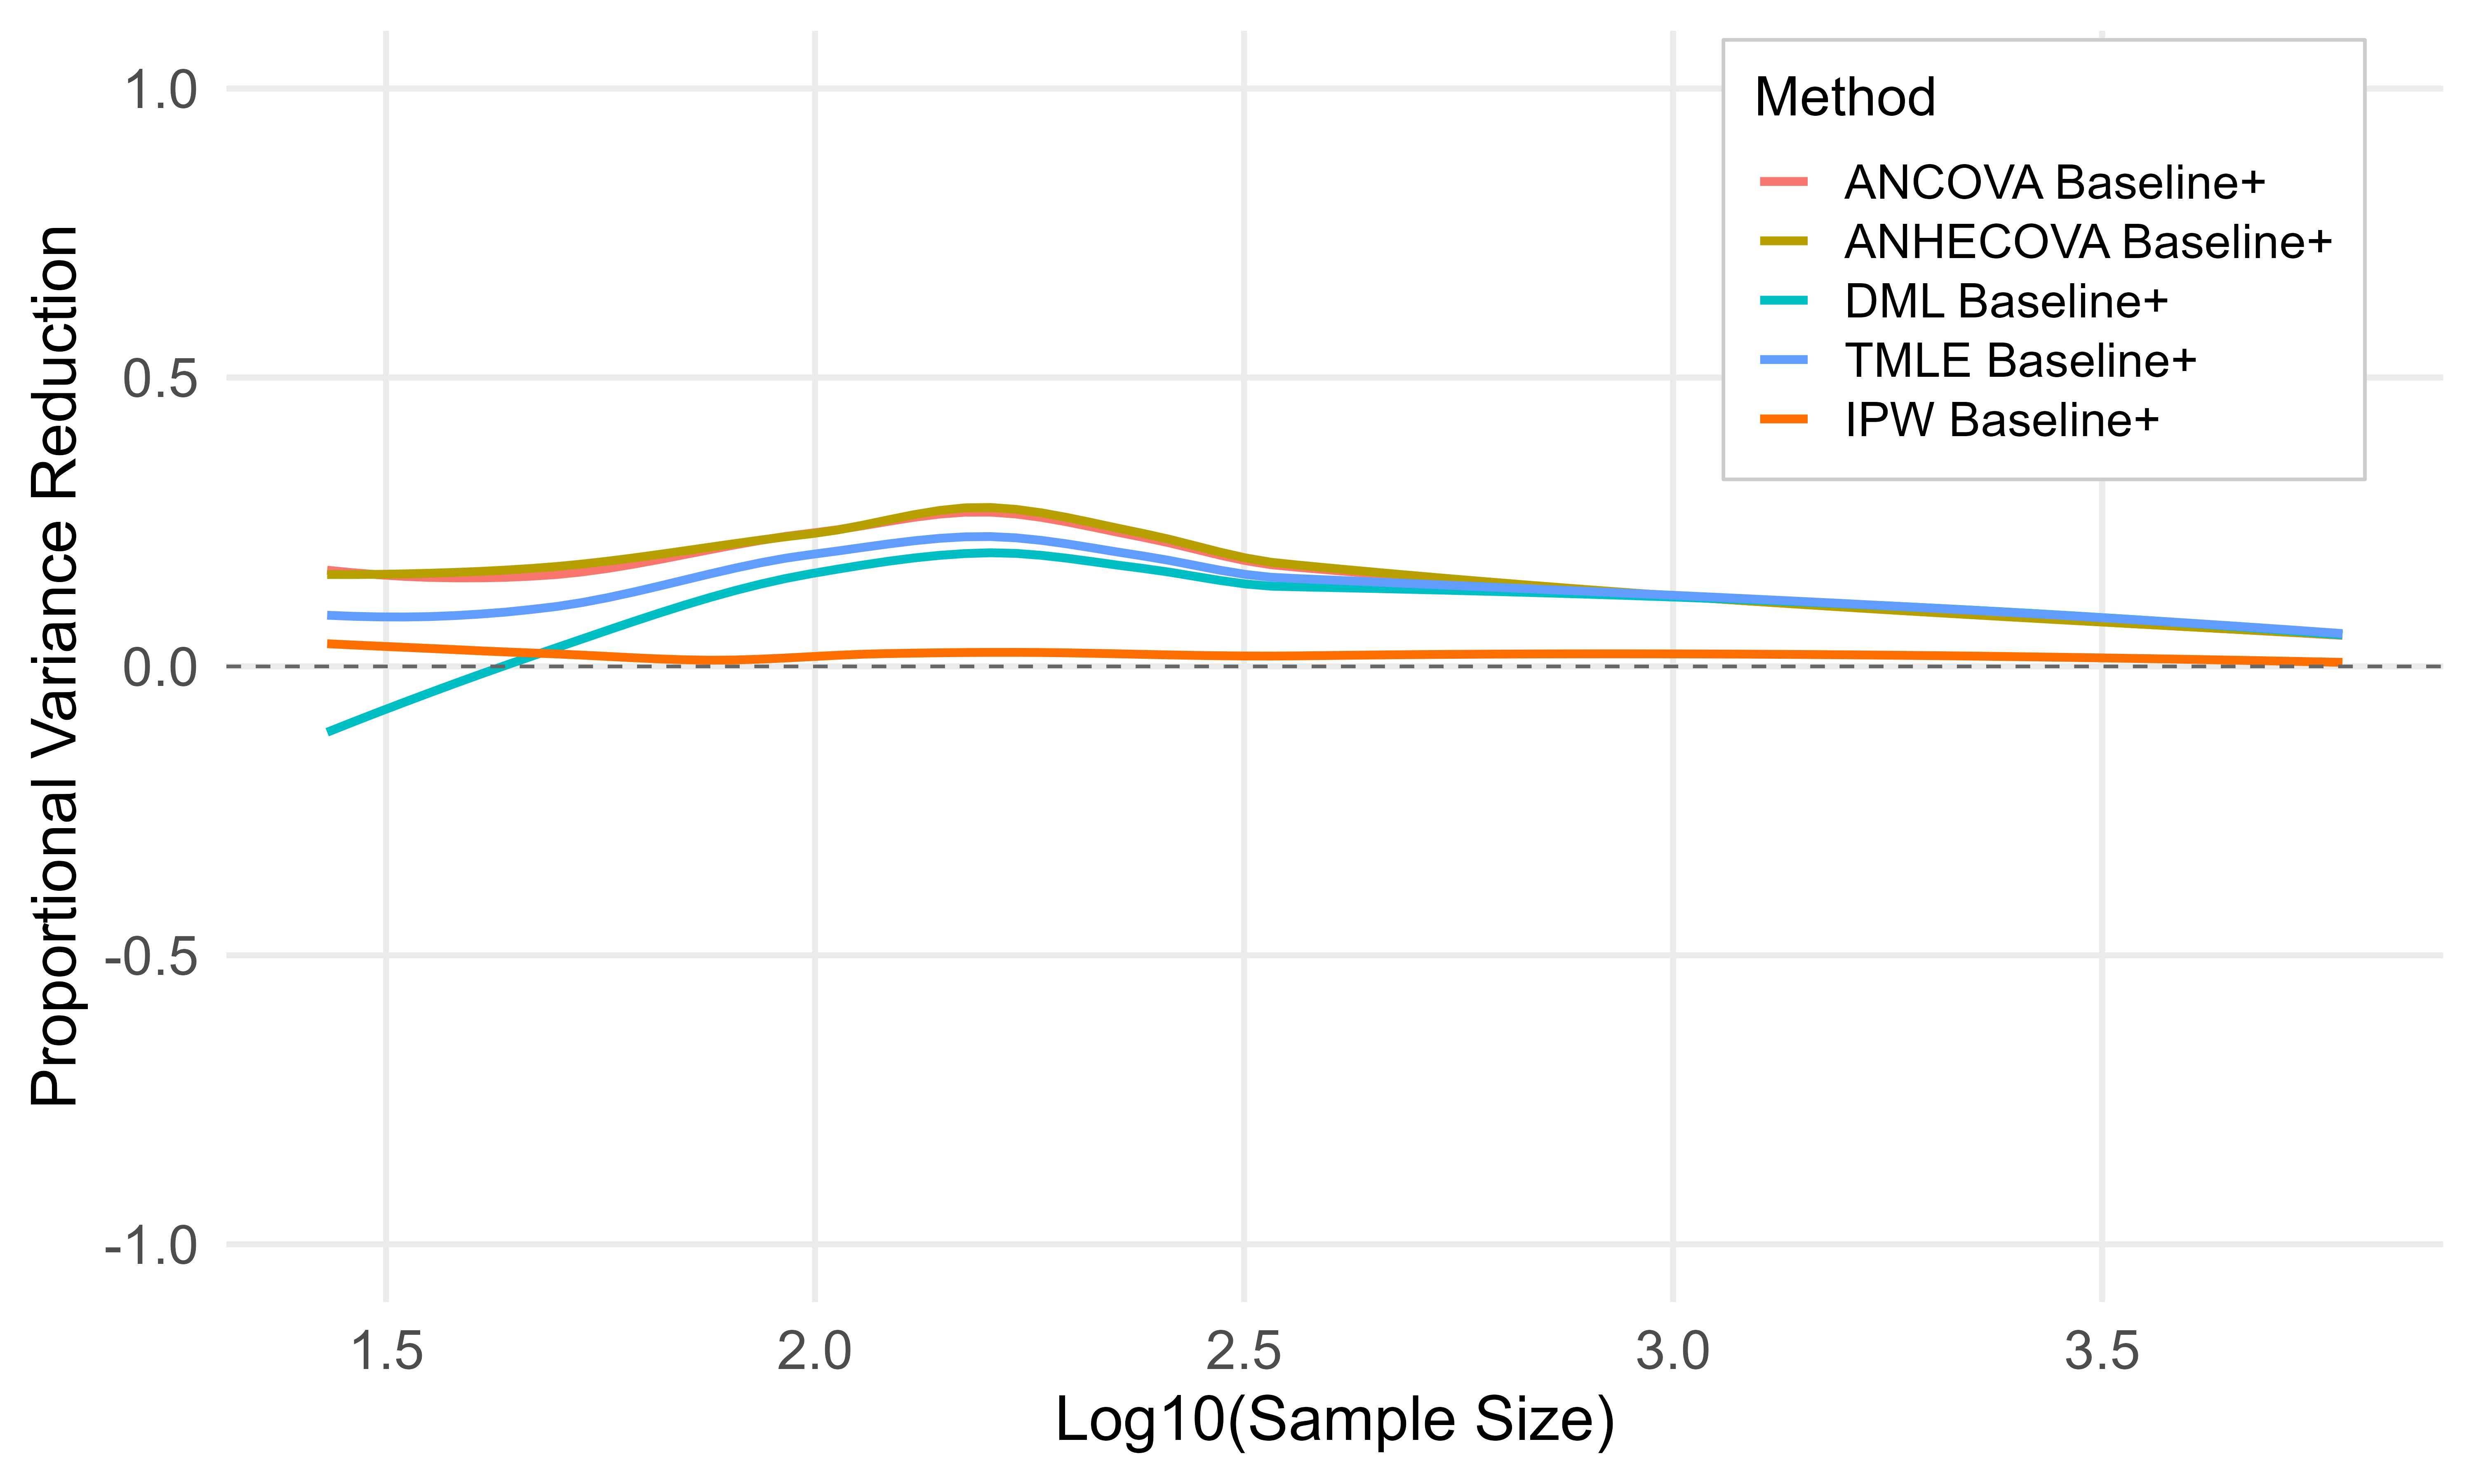 Method
ANCOVA Baseline+
ANHECOVA Baseline+
DML Baseline+
TMLE Baseline+
IPW Baseline+
Proportional Variance Reduction
1.0
0.5
0.0
-0.5
-1.0
1.5 2.0 2.5 3.0 3.5
Log10(Sample Size)